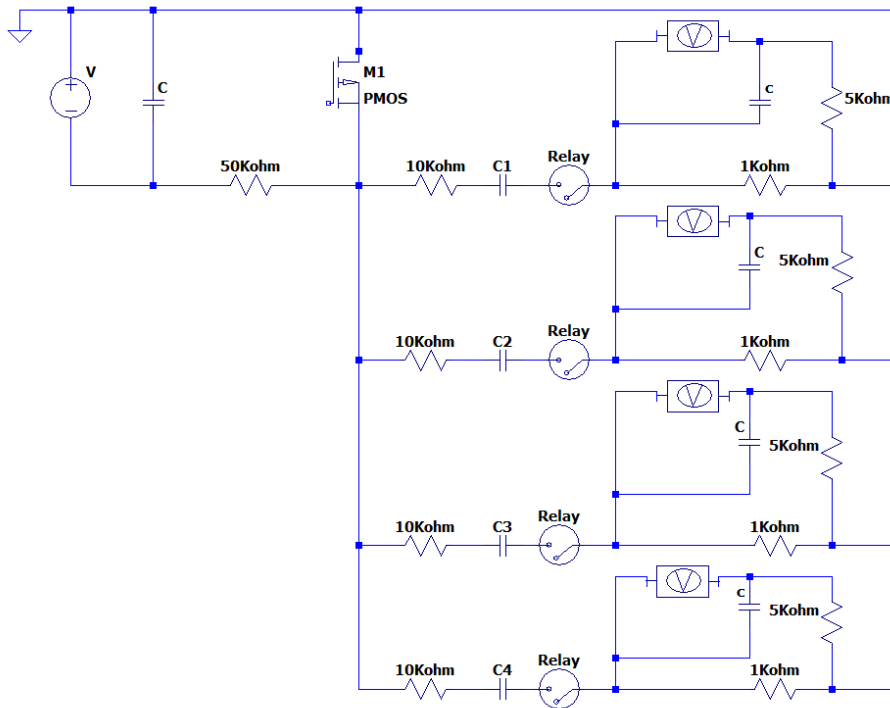 V
V
C
M1
PMOS
C
5Kohm
50Kohm
10Kohm
C1
Relay
1Kohm
V
C
5Kohm
10Kohm
C2
Relay
1Kohm
V
C
5Kohm
10Kohm
C3
Relay
1Kohm
V
C
5Kohm
10Kohm
C4
Relay
1Kohm